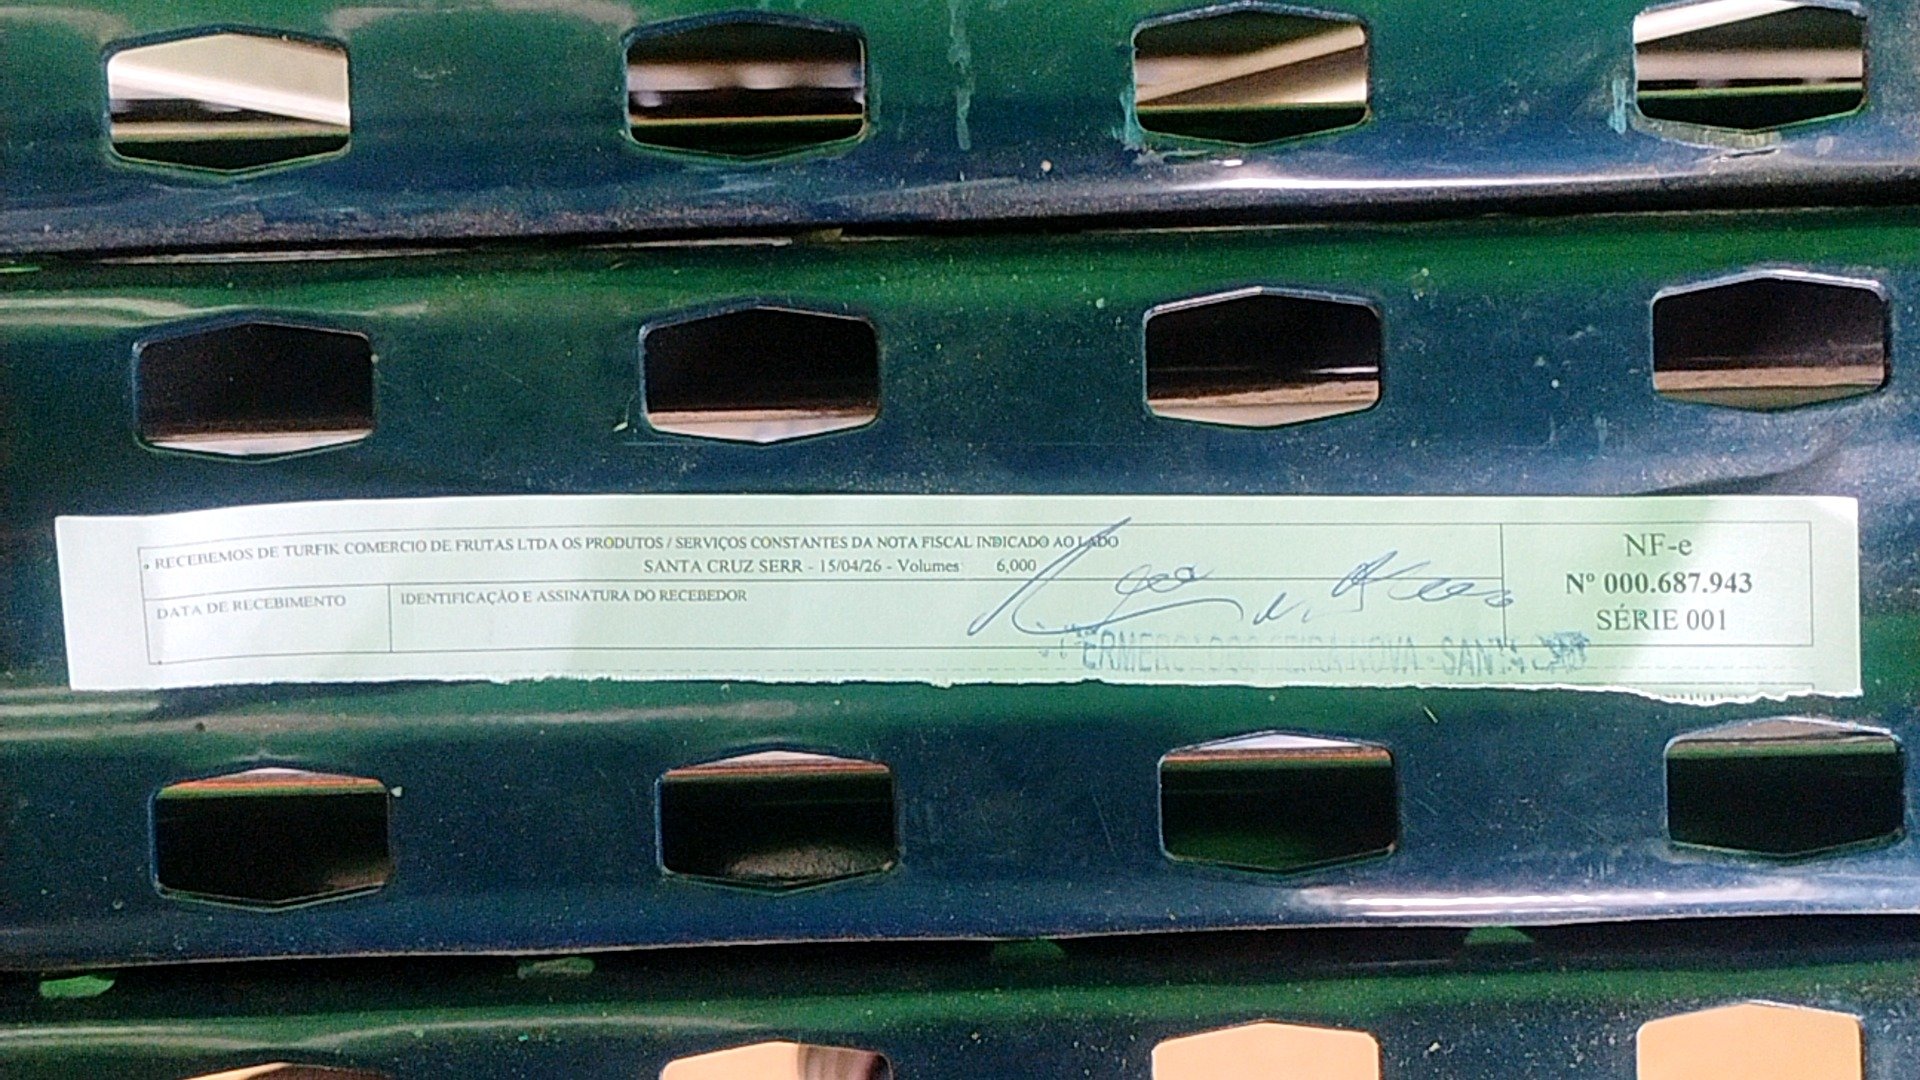 RECEBEMOS DE TURFIK COMERCIO DE FRUTAS LTDA OS PRODUTOS / SERVIÇOS CONSTANTES DA NOTA FISCAL INDICADO AO LADO
SANTA CRUZ SERR - 15/04/26 - Volumes 6,000
DATA DE RECEBIMENTO
IDENTIFICAÇÃO E ASSINATURA DO RECEBEDOR
NF-e
Nº 000.687.943
SÉRIE 001
NOVA